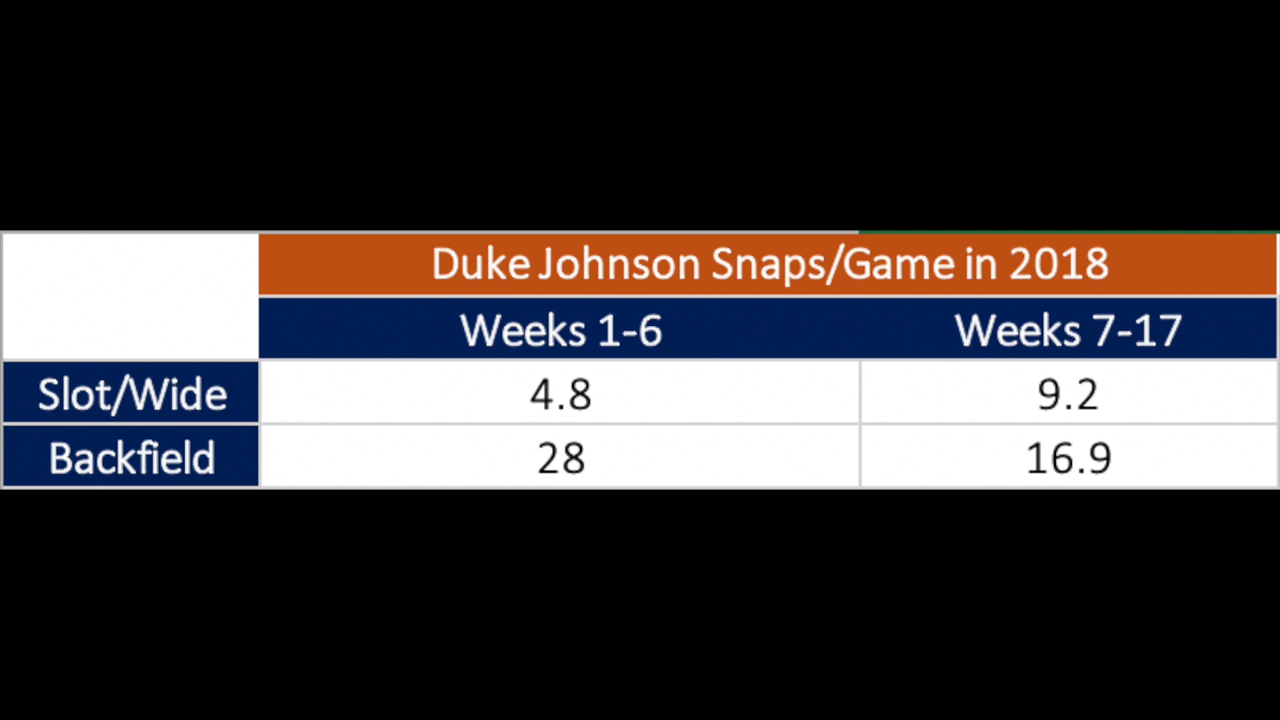 Duke Johnson Snaps/Game in 2018
Weeks 1-6 Weeks 7-17
Slot/Wide 4.8 9.2
Backfield 28 16.9